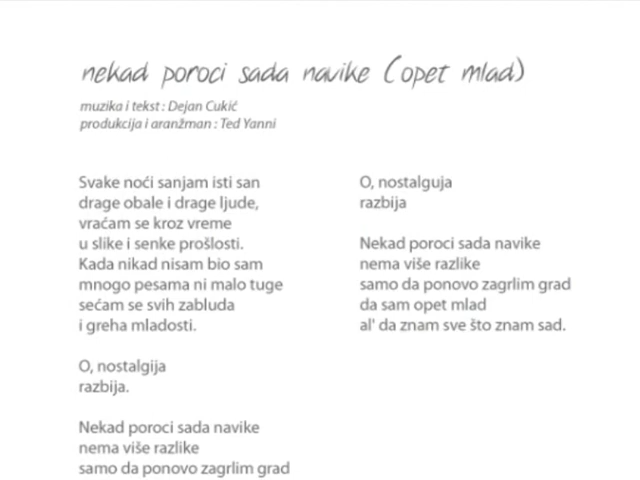 nekad poroci sada navike (opet mlad)
muzika i tekst : Dejan Cukić
produkcija i aranžman : Ted Yanni
Svake noći sanjam isti san
drage obale i drage ljude,
vraćam se kroz vreme
u slike i senke prošlosti.
Kada nikad nisam bio sam
mnogo pesama ni malo tuge
sećam se svih zabluda
i greha mladosti.
O, nostalgija
razbija.
Nekad poroci sada navike
nema više razlike
samo da ponovo zagrlim grad
O, nostalguja
razbija
Nekad poroci sada navike
nema više razlike
samo da ponovo zagrlim grad
da sam opet mlad
al' da znam sve što znam sad.